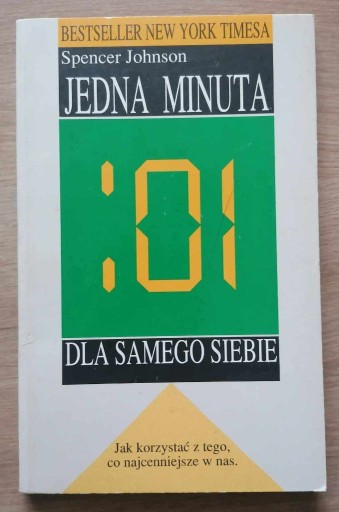 BESTSELLER NEW YORK TIMESA
Spencer Johnson
JEDNA MINUTA
:01
DLA SAMEGO SIEBIE
Jak korzystać z tego,
co najcenniejsze w nas.